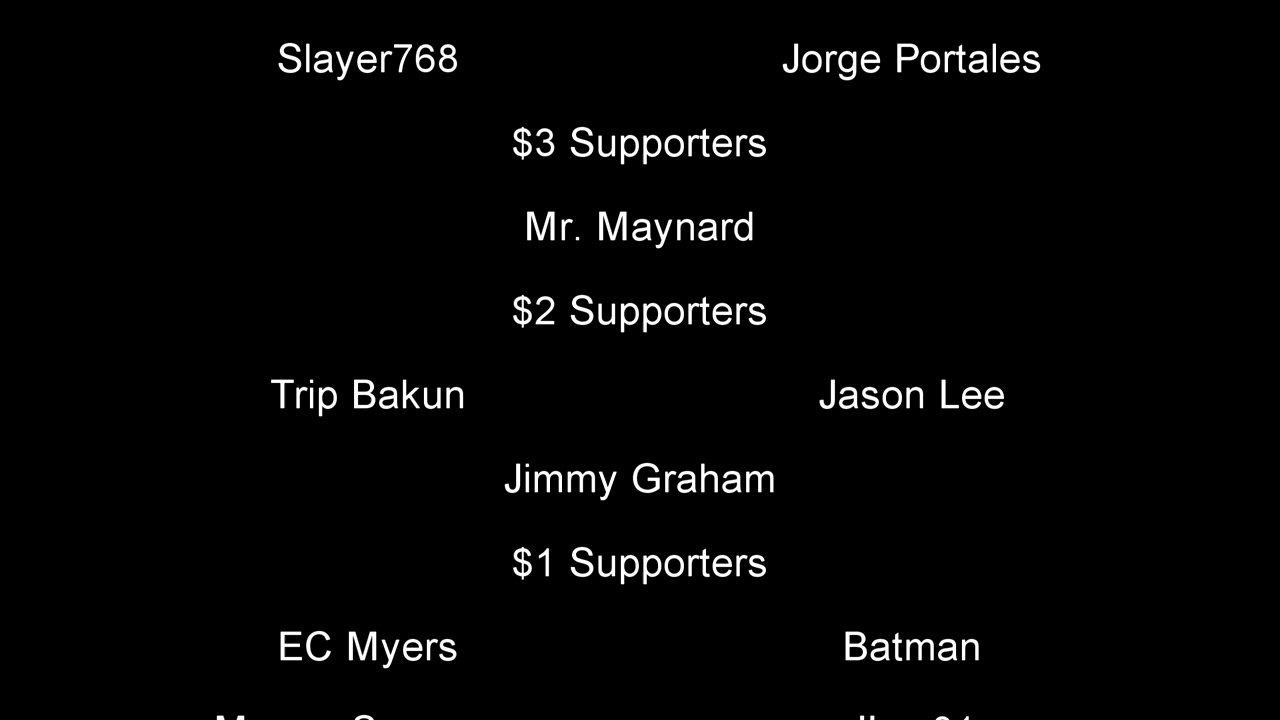 Slayer768 Jorge Portales
$3 Supporters
Mr. Maynard
$2 Supporters
Trip Bakun Jason Lee
Jimmy Graham
$1 Supporters
EC Myers Batman